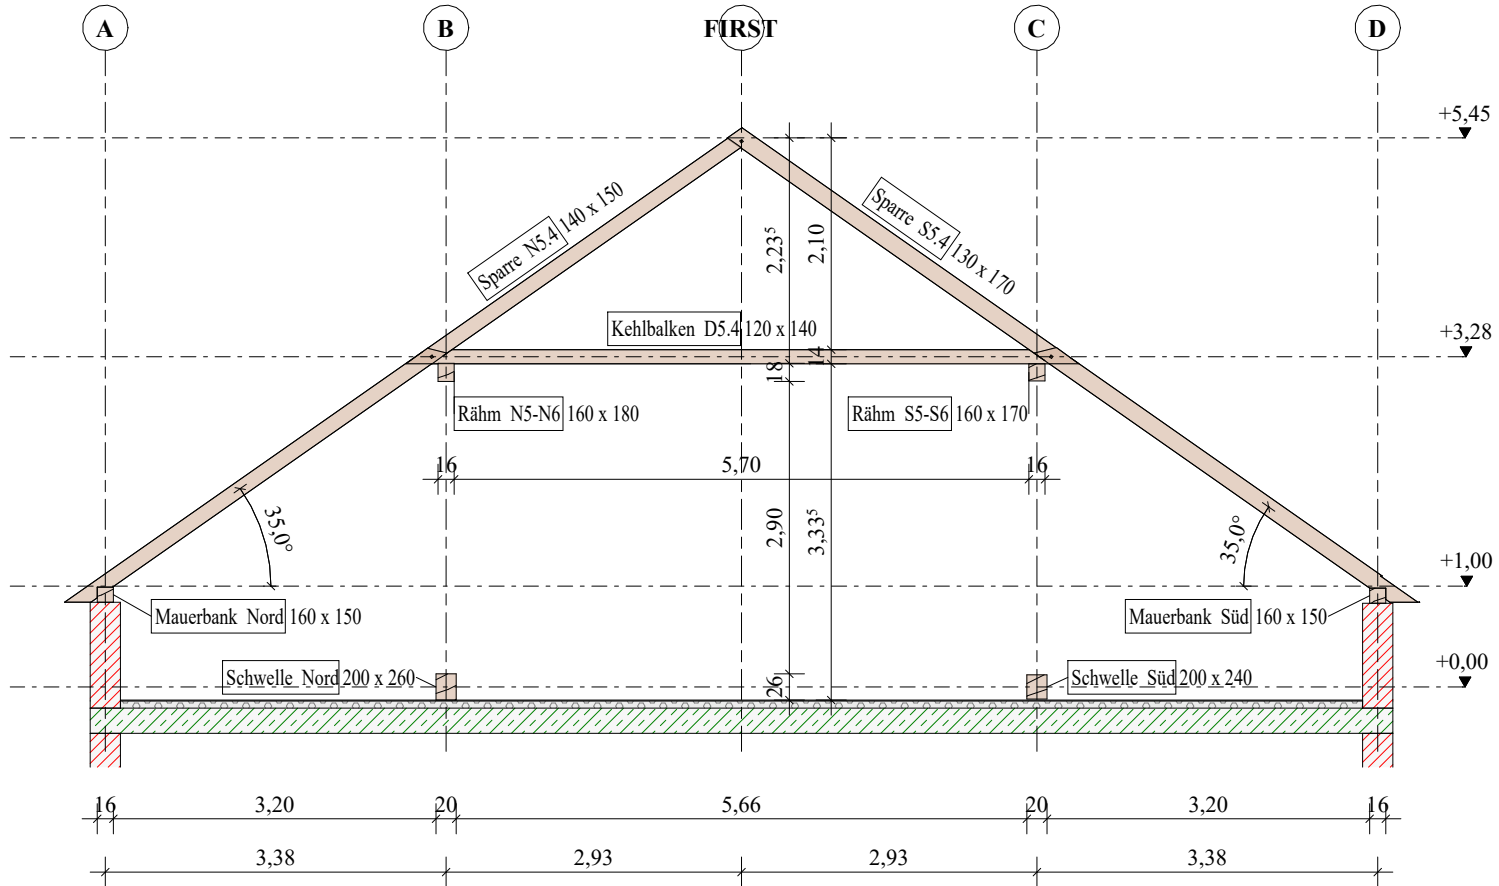 A B FIRST C D
+5,45
Sparre N5.4 140 x 150
Sparre S5.4 130 x 170
2,23⁵ 2,10
Kehlbalken D5.4 120 x 140
+3,28
14
18
Rähm N5-N6 160 x 180
Rähm S5-S6 160 x 170
16 5,70 16
35,0°
2,90 3,33⁵
35,0°
+1,00
Mauerbank Nord 160 x 150
Mauerbank Süd 160 x 150
+0,00
Schwelle Nord 200 x 260
26
Schwelle Süd 200 x 240
16 3,20 20 5,66 20 3,20 16
3,38 2,93 2,93 3,38